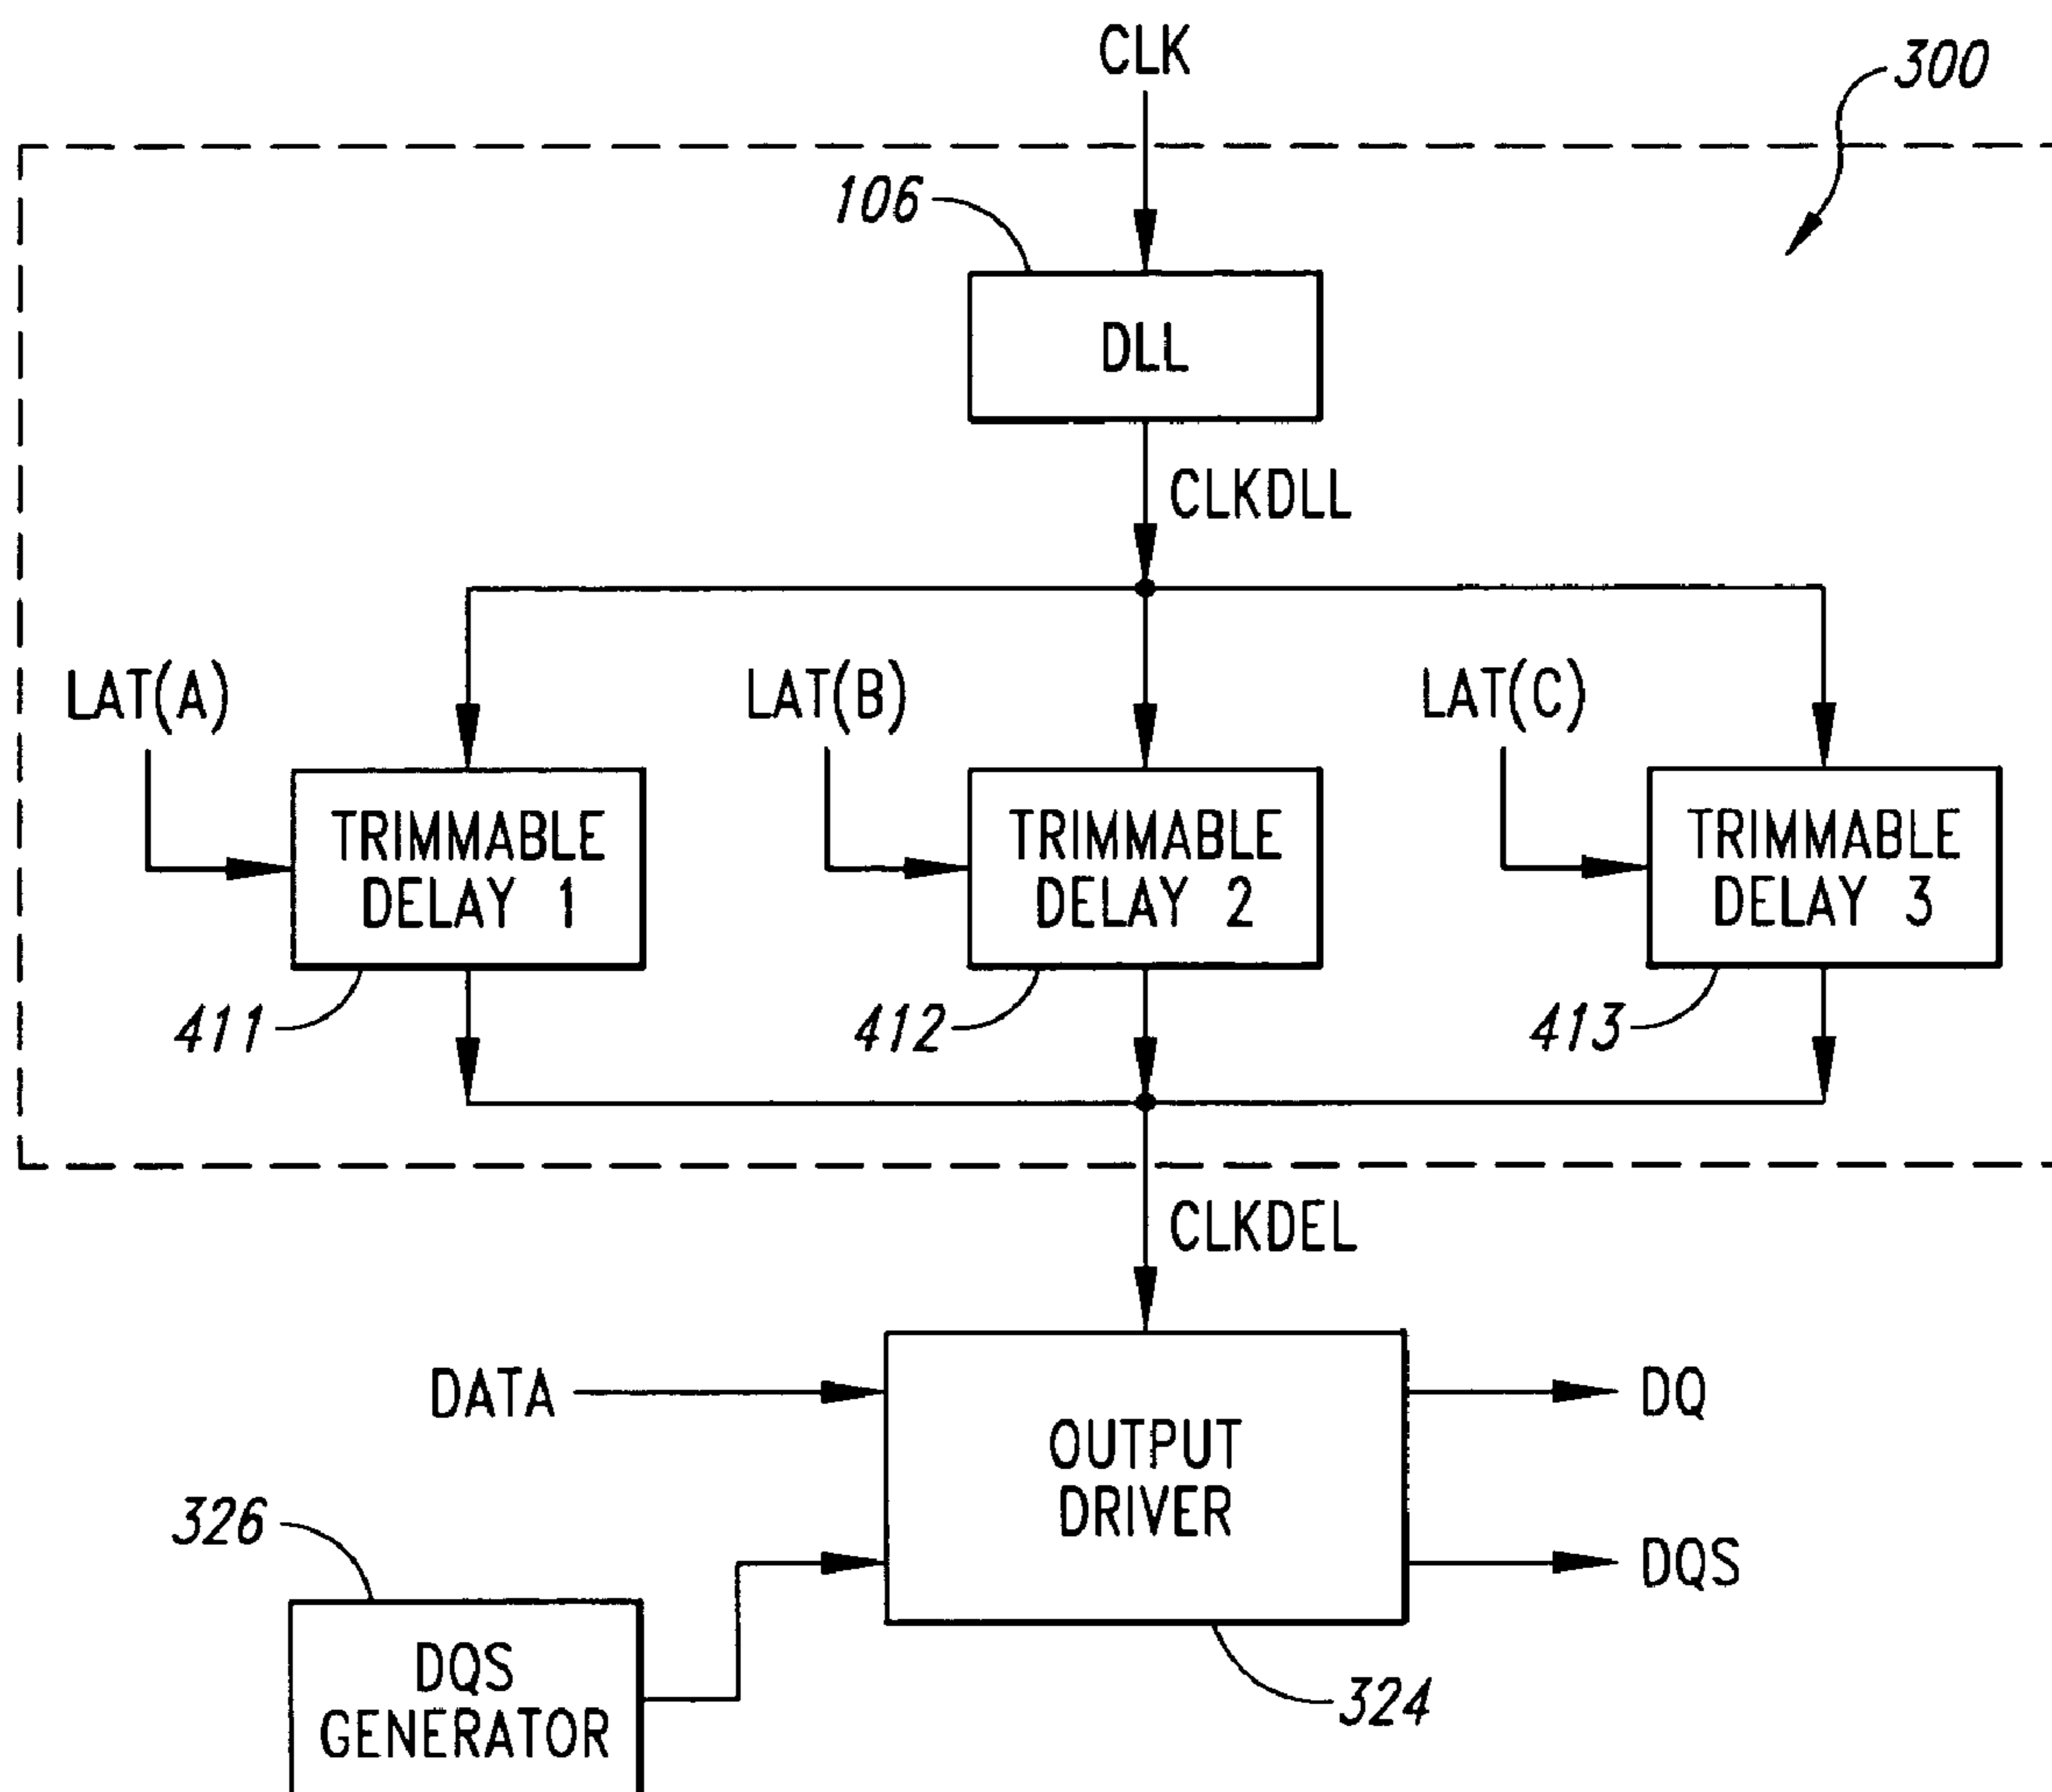 CLK
300
106
DLL
CLKDLL
LAT(A)
LAT(B)
LAT(C)
TRIMMABLE
DELAY 1
TRIMMABLE
DELAY 2
TRIMMABLE
DELAY 3
411
412
413
CLKDEL
DATA
DQ
OUTPUT
DRIVER
326
DQS
DQS
GENERATOR
324